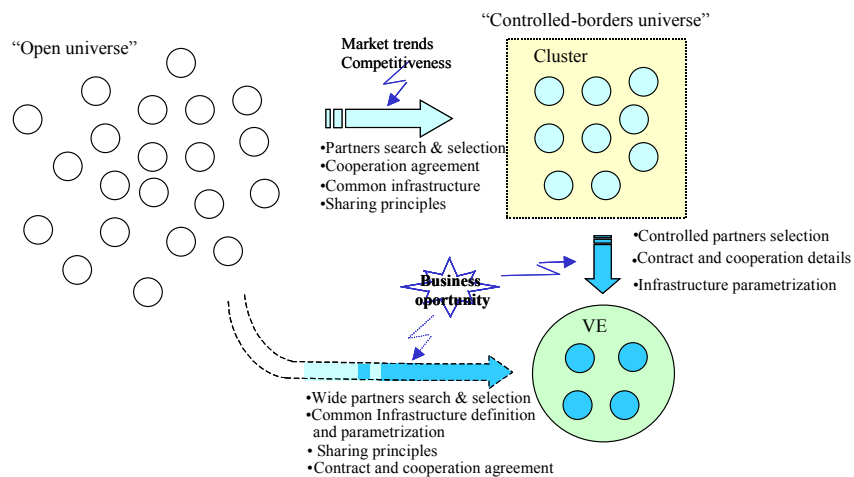 “Controlled-borders universe”
“Open universe”
Market trends
Competitiveness
Cluster
•Partners search & selection
•Cooperation agreement
•Common infrastructure
•Sharing principles
•Controlled partners selection
•Contract and cooperation details
•Infrastructure parametrization
Business
oportunity
VE
•Wide partners search & selection
•Common Infrastructure definition
and parametrization
• Sharing principles
•Contract and cooperation agreement